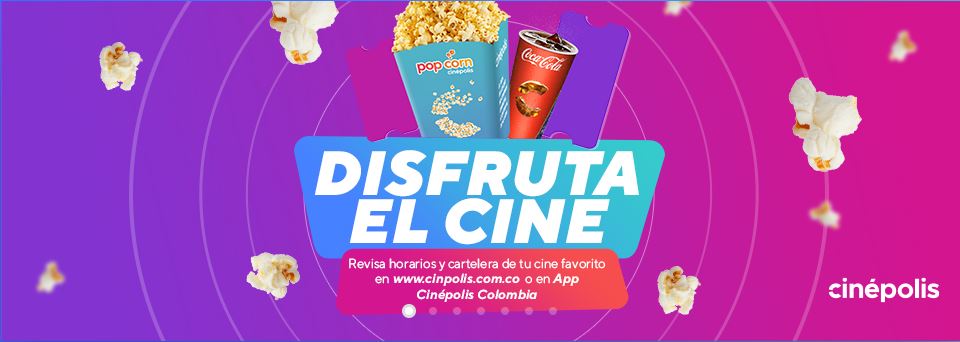 pop corn
cinépolis
Coca-Cola
DISFRUTA
EL CINE
Revisa horarios y cartelera de tu cine favorito
en www.cinpolis.com.co o en App
Cinépolis Colombia
cinépolis